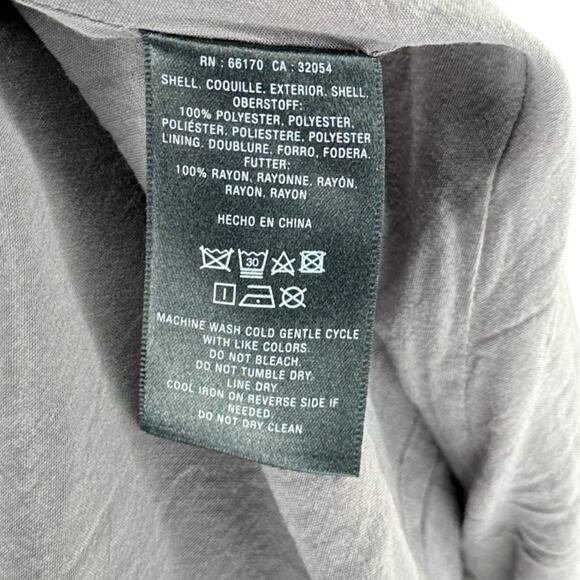 RN : 66170 CA : 32054
SHELL. COQUILLE. EXTERIOR. SHELL.
OBERSTOFF:
100% POLYESTER, POLYESTER,
POLIÉSTER, POLIESTERE, POLYESTER
LINING. DOUBLURE, FORRO, FODERA.
FUTTER:
100% RAYON, RAYONNE, RAYÓN,
RAYON, RAYON
HECHO EN CHINA
30
MACHINE WASH COLD GENTLE CYCLE
WITH LIKE COLORS.
DO NOT BLEACH.
DO NOT TUMBLE DRY.
LINE DRY.
COOL IRON ON REVERSE SIDE IF
NEEDED.
DO NOT DRY CLEAN